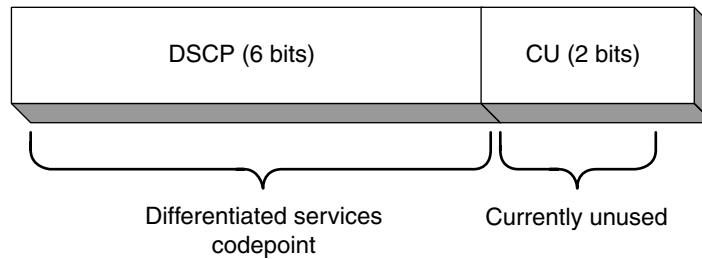 DSCP (6 bits)
CU (2 bits)
Differentiated services
codepoint
Currently unused